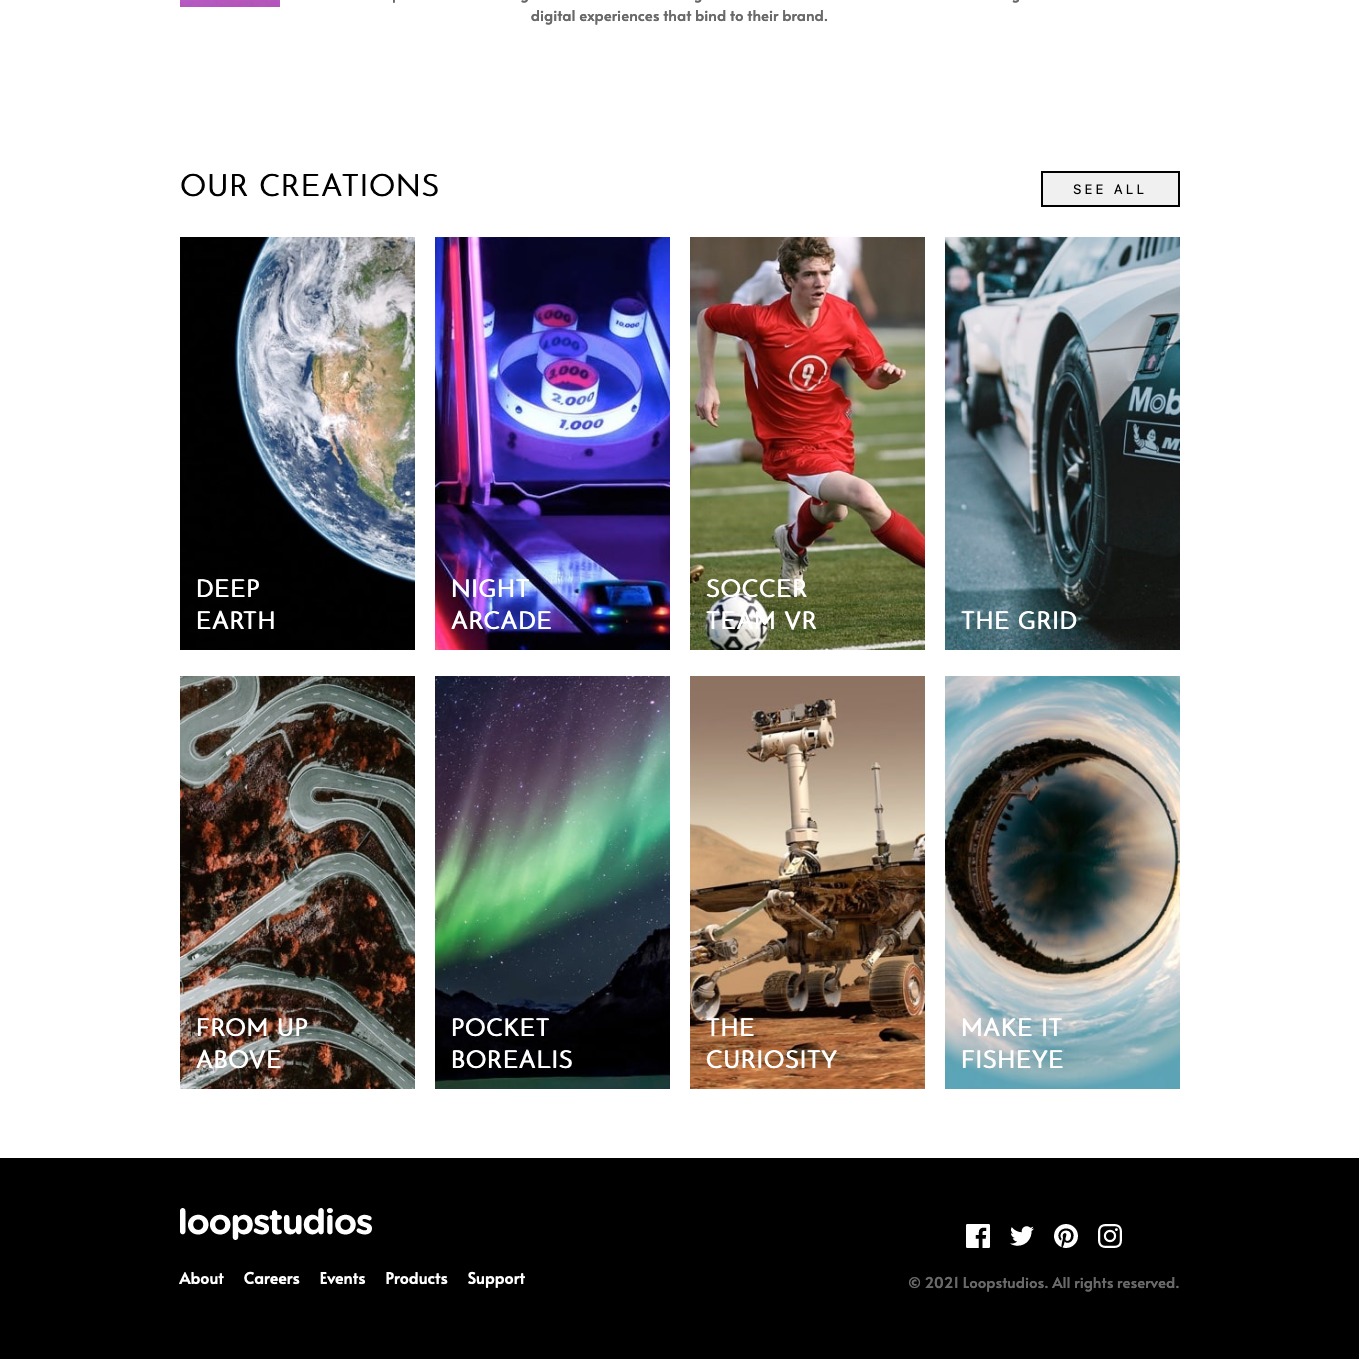 digital experiences that bind to their brand.
OUR CREATIONS
SEE ALL
1,000
10,000
1,000
3,000
2,000
1,000
9
Mob
DEEP
EARTH
NIGHT
ARCADE
SOCCER
TEAM VR
THE GRID
FROM UP
ABOVE
POCKET
BOREALIS
THE
CURIOSITY
MAKE IT
FISHEYE
loopstudios
About Careers Events Products Support
© 2021 Loopstudios. All rights reserved.